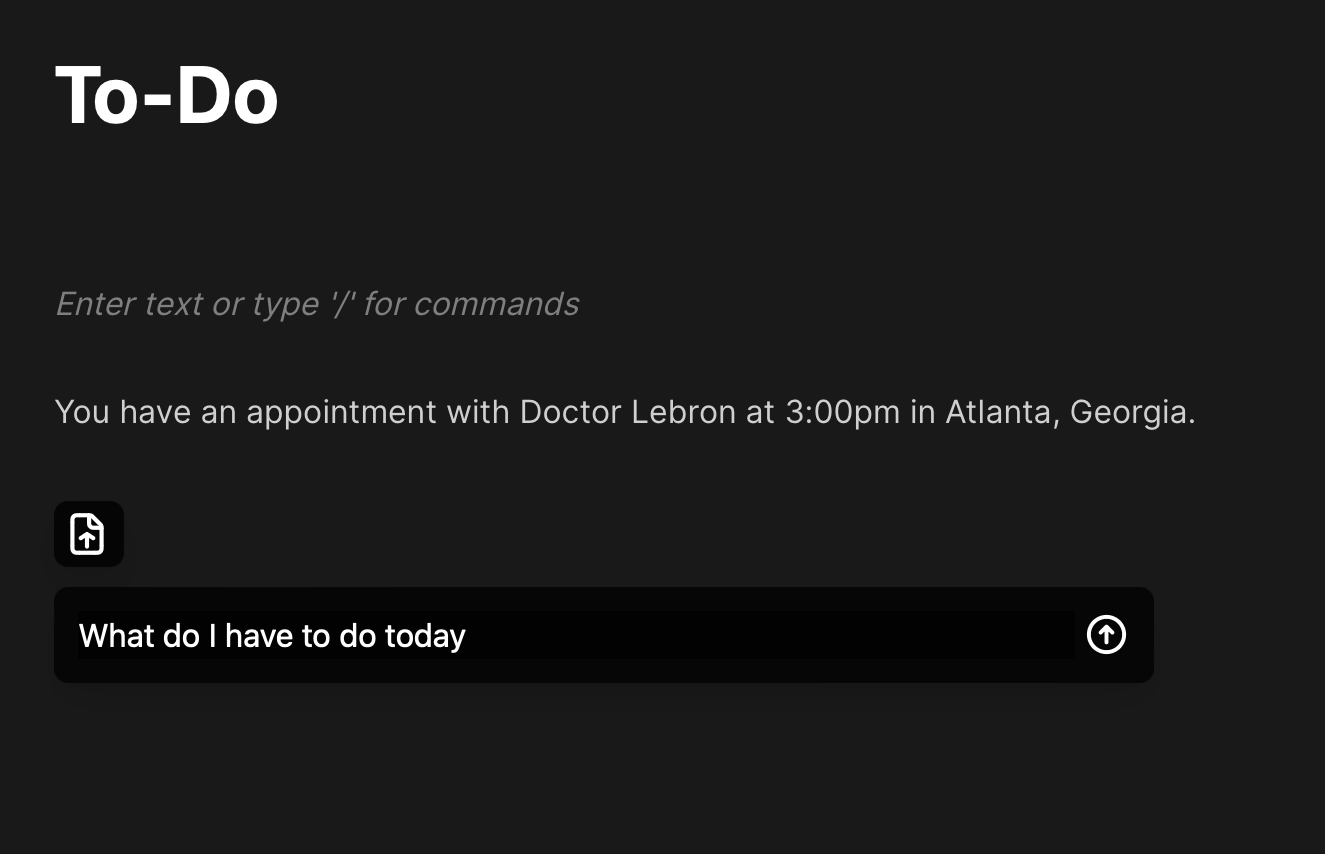 To-Do
Enter text or type '/' for commands
You have an appointment with Doctor Lebron at 3:00pm in Atlanta, Georgia.
What do I have to do today